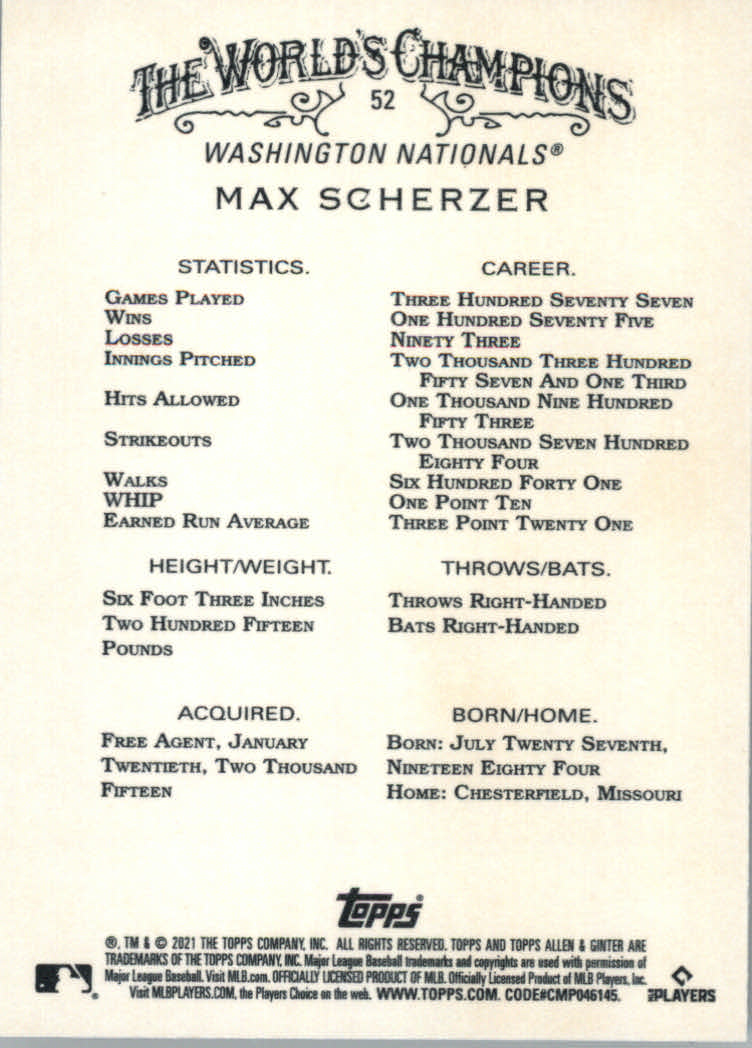 THE WORLD'S CHAMPIONS
52
WASHINGTON NATIONALS®
MAX SCHERZER
STATISTICS. CAREER.
GAMES PLAYED THREE HUNDRED SEVENTY SEVEN
WINS ONE HUNDRED SEVENTY FIVE
LOSSES NINETY THREE
INNINGS PITCHED TWO THOUSAND THREE HUNDRED
FIFTY SEVEN AND ONE THIRD
HITS ALLOWED ONE THOUSAND NINE HUNDRED
FIFTY THREE
STRIKEOUTS TWO THOUSAND SEVEN HUNDRED
EIGHTY FOUR
WALKS SIX HUNDRED FORTY ONE
WHIP ONE POINT TEN
EARNED RUN AVERAGE THREE POINT TWENTY ONE
HEIGHT/WEIGHT.
SIX FOOT THREE INCHES
TWO HUNDRED FIFTEEN
POUNDS
THROWS/BATS.
THROWS RIGHT-HANDED
BATS RIGHT-HANDED
ACQUIRED.
FREE AGENT, JANUARY
TWENTIETH, TWO THOUSAND
FIFTEEN
BORN/HOME.
BORN: JULY TWENTY SEVENTH,
NINETEEN EIGHTY FOUR
HOME: CHESTERFIELD, MISSOURI
Topps®
®, TM & © 2021 THE TOPPS COMPANY, INC. ALL RIGHTS RESERVED. TOPPS AND TOPPS ALLEN & GINTER ARE
TRADEMARKS OF THE TOPPS COMPANY, INC. Major League Baseball trademarks and copyrights are used with permission of
Major League Baseball. Visit MLB.com. OFFICIALLY LICENSED PRODUCT OF MLB. Officially Licensed Product of MLB Players, Inc.
Visit MLBPLAYERS.COM, the Players Choice on the web. WWW.TOPPS.COM. CODE#CMP046145.
MLB PLAYERS